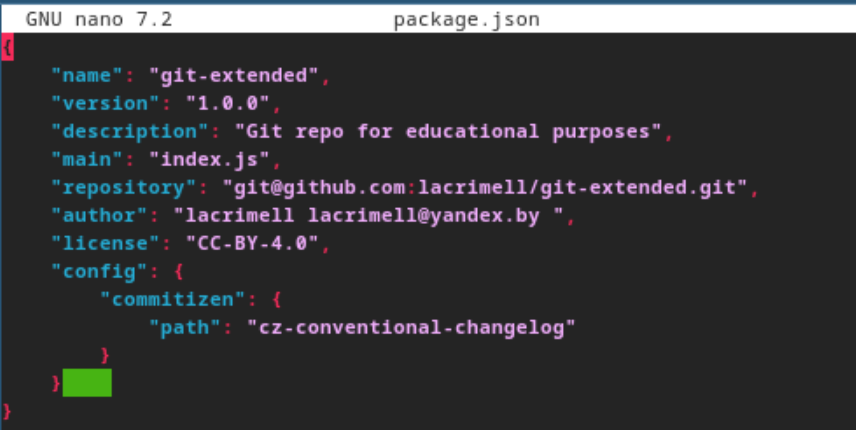 GNU nano 7.2 package.json
{
    "name": "git-extended",
    "version": "1.0.0",
    "description": "Git repo for educational purposes",
    "main": "index.js",
    "repository": "git@github.com:lacrimell/git-extended.git",
    "author": "lacrimell lacrimell@yandex.by ",
    "license": "CC-BY-4.0",
    "config": {
        "commitizen": {
            "path": "cz-conventional-changelog"
        }
    }
}